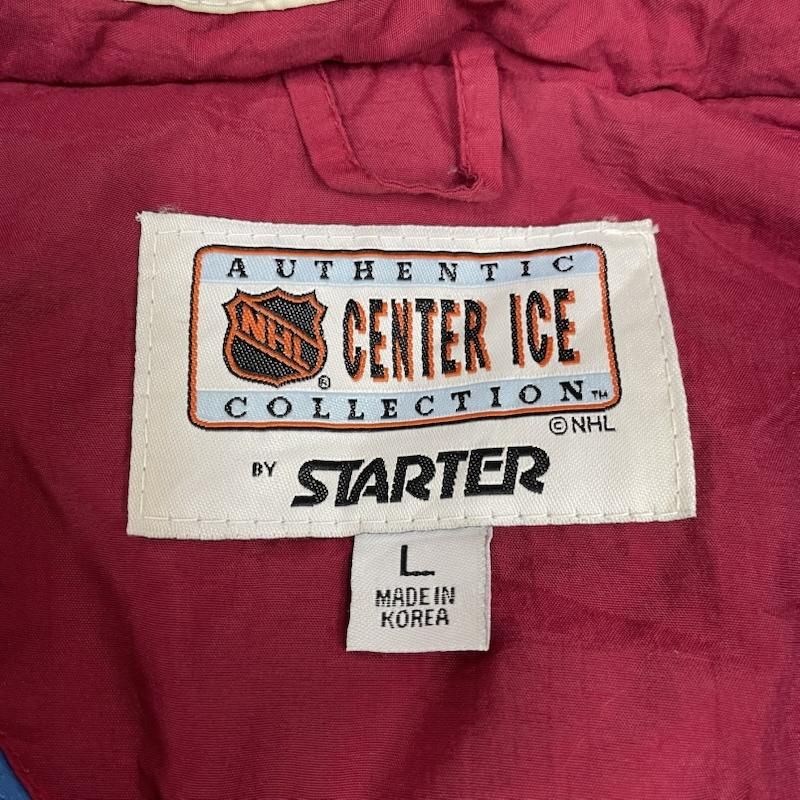 AUTHENTIC
NHL ®
CENTER ICE
COLLECTION ™
© NHL
BY STARTER
L
MADE IN
KOREA